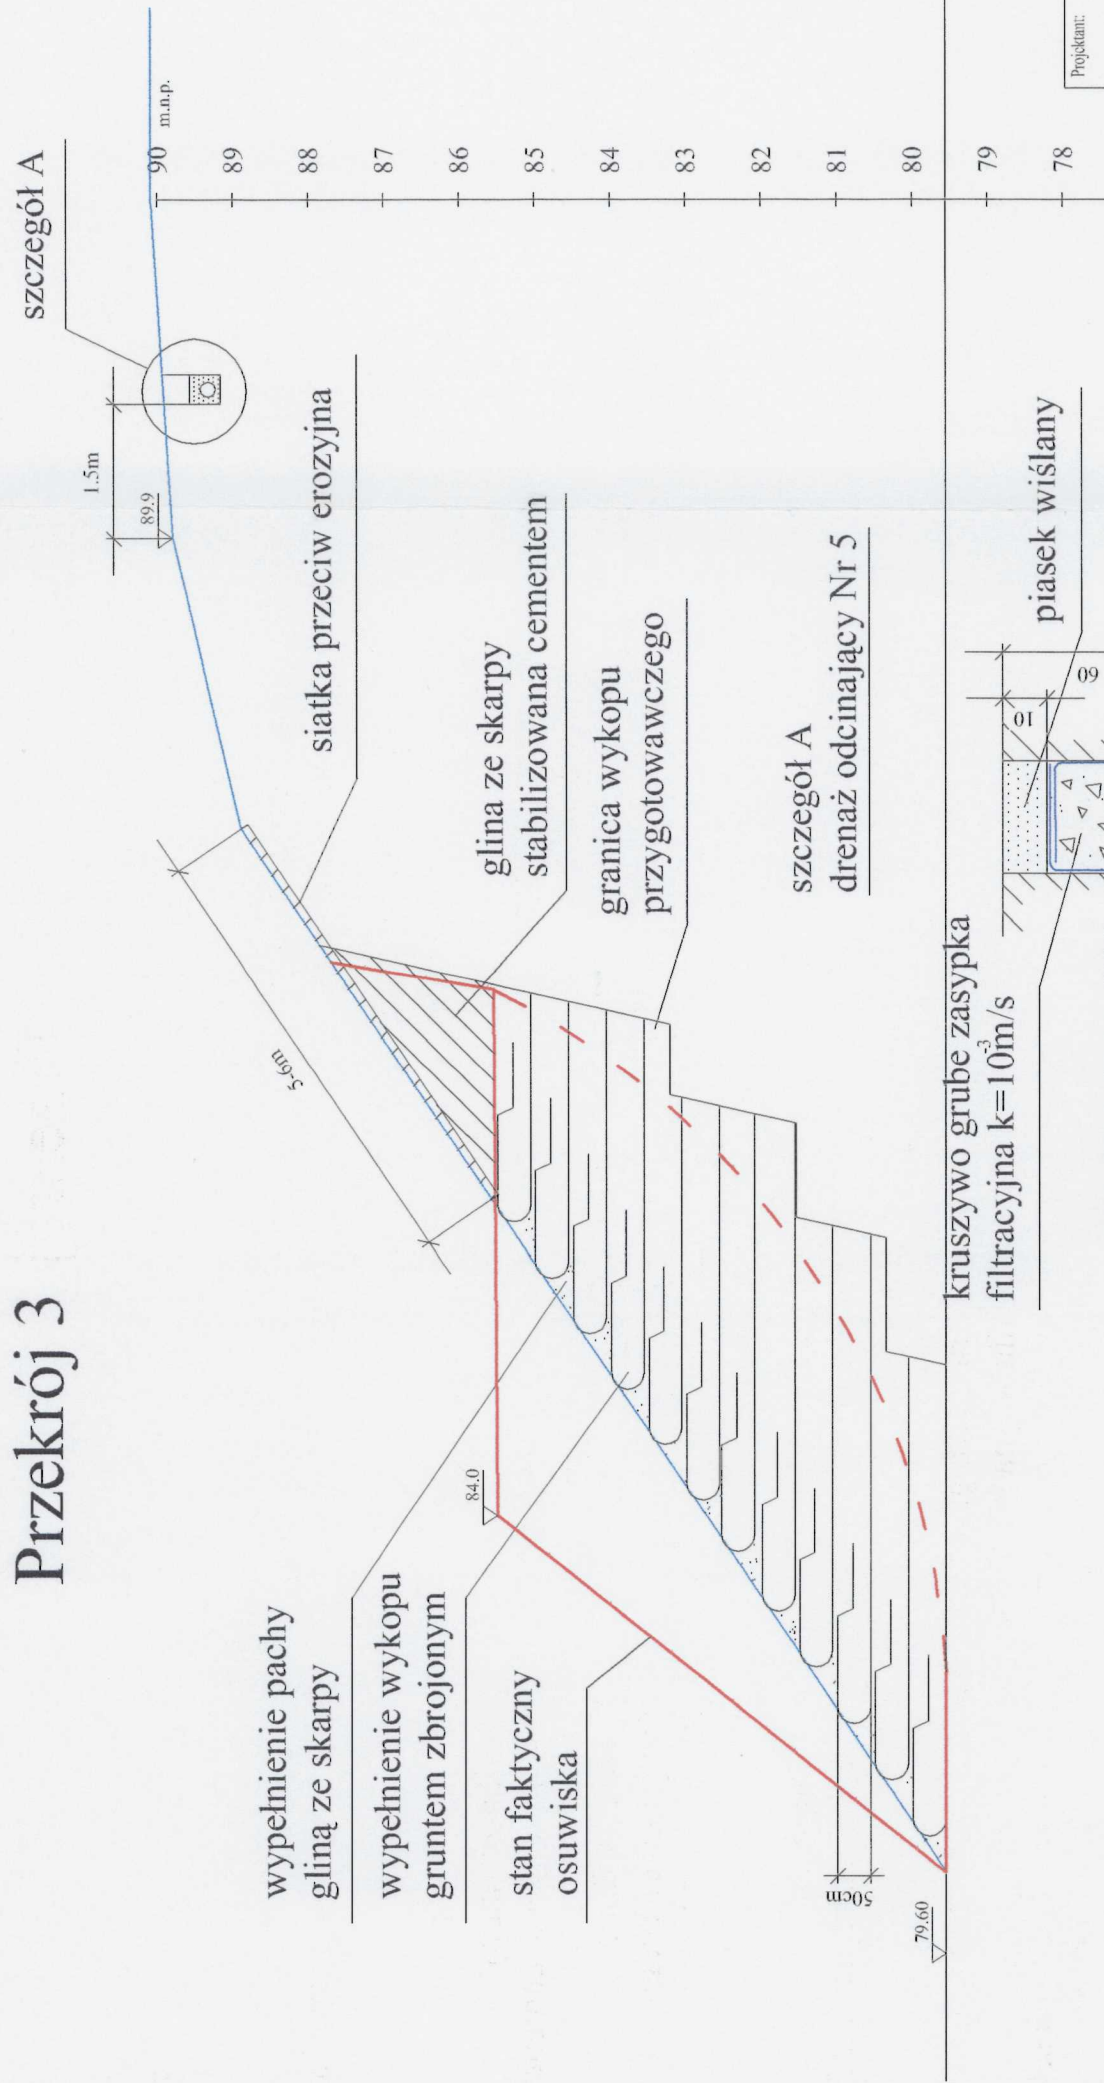 Przekrój 3
szczegół A
1.5m
89.9
m.n.p.
90
89
88
87
86
85
84
83
82
81
80
79
78
5-6m
siatka przeciw erozyjna
glina ze skarpy
stabilizowana cementem
granica wykopu
przygotowawczego
wypełnienie pachy
gliną ze skarpy
wypełnienie wykopu
gruntem zbrojonym
stan faktyczny
osuwiska
84.0
50cm
79.60
szczegół A
drenaż odcinający Nr 5
kruszywo grube zasypka
filtracyjna k=10⁻³m/s
piasek wiślany
10
60
Projektant: